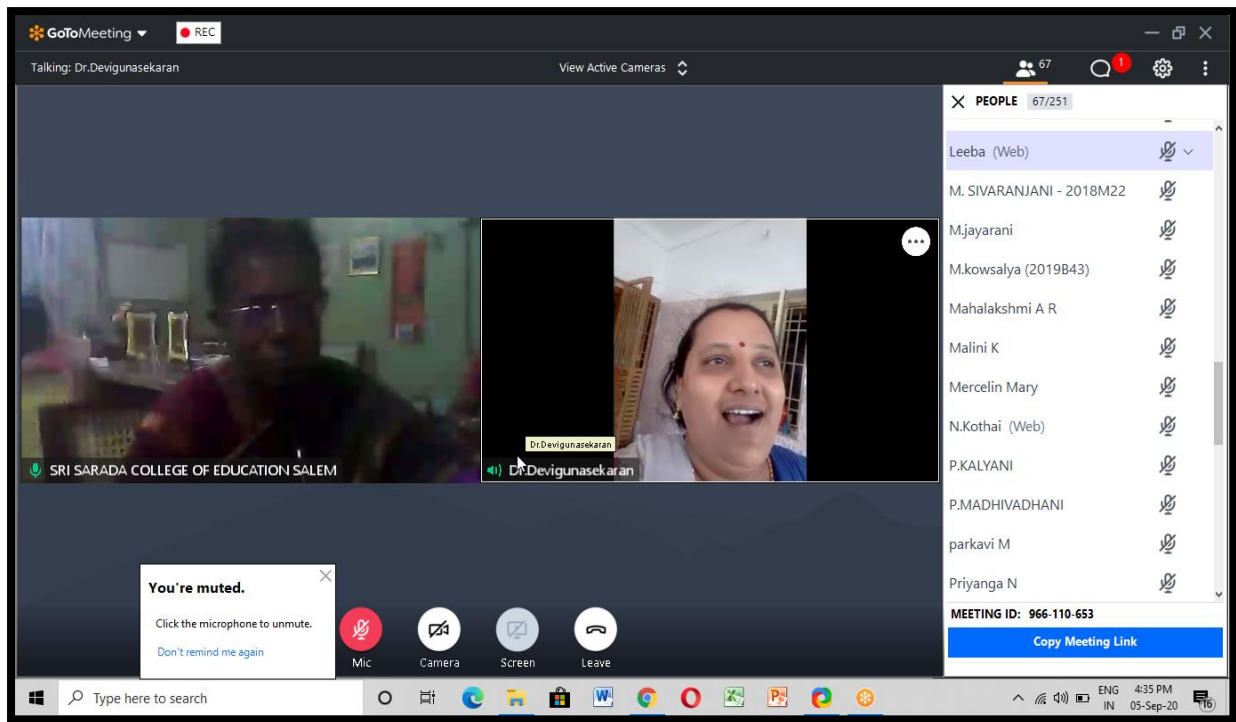 GoToMeeting
REC
Talking: Dr.Devigunasekaran
View Active Cameras
67
1
PEOPLE 67/251
Leeba (Web)
M. SIVARANJANI - 2018M22
M.jayarani
M.kowsalya (2019B43)
Mahalakshmi A R
Malini K
Mercelin Mary
N.Kothai (Web)
P.KALYANI
P.MADHIVADHANI
parkavi M
Priyanga N
MEETING ID: 966-110-653
Copy Meeting Link
Dr.Devigunasekaran
SRI SARADA COLLEGE OF EDUCATION SALEM
Dr.Devigunasekaran
You're muted.
Click the microphone to unmute.
Don't remind me again
Mic
Camera
Screen
Leave
Type here to search
ENG
IN
4:35 PM
05-Sep-20
16